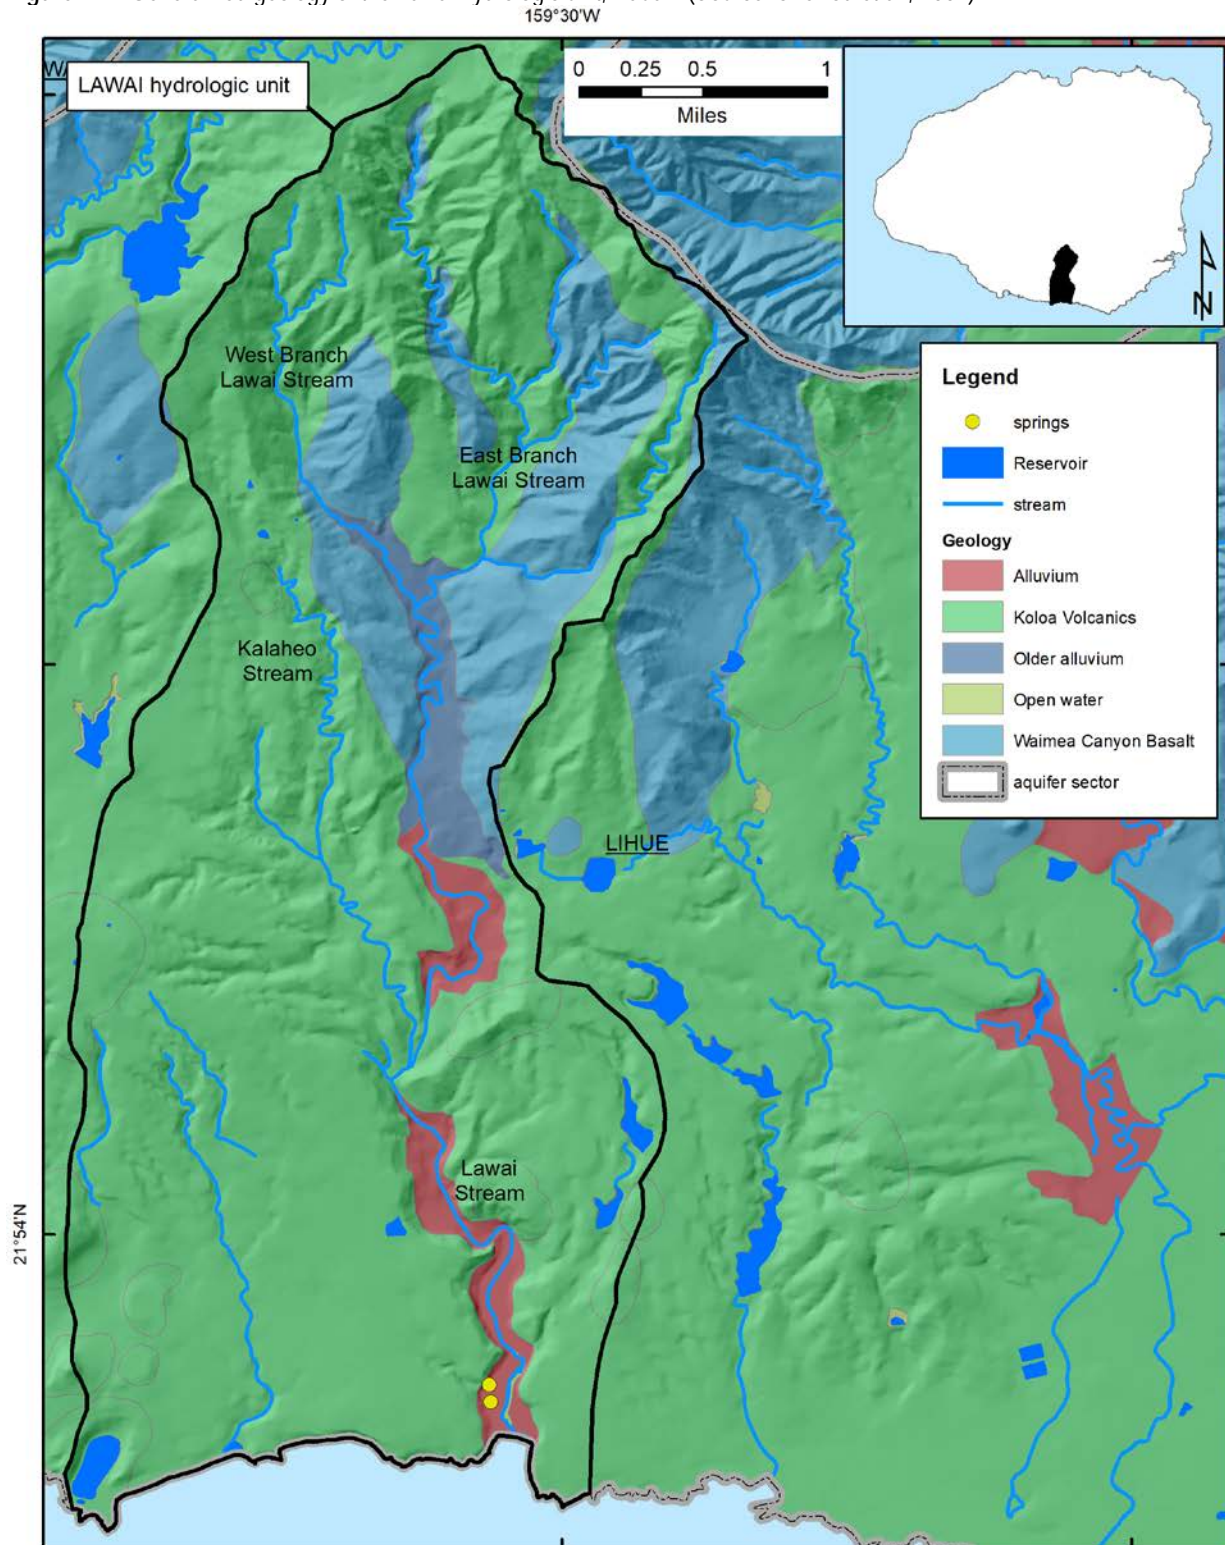 159°30'W
WA
LAWAI hydrologic unit
0 0.25 0.5 1
Miles
N
West Branch
Lawai Stream
East Branch
Lawai Stream
Kalaheo
Stream
LIHUE
Lawai
Stream
21°54'N
Legend
springs
Reservoir
stream
Geology
Alluvium
Koloa Volcanics
Older alluvium
Open water
Waimea Canyon Basalt
aquifer sector